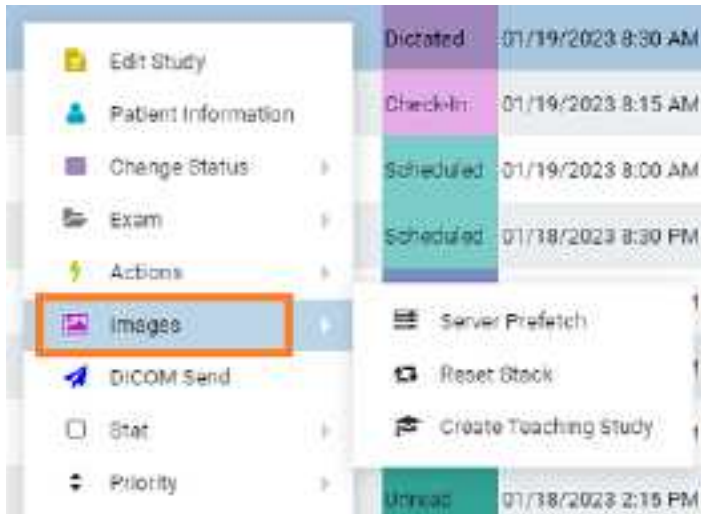 Edit Study
Patient Information
Change Status
Exam
Actions
Images
DICOM Send
Stat
Priority
Server Prefetch
Reset Stack
Create Teaching Study
Dictated 01/19/2023 8:30 AM
Check-In 01/19/2023 8:15 AM
Scheduled 01/19/2023 8:00 AM
Scheduled 01/18/2023 8:30 PM
Unread 01/18/2023 2:15 PM